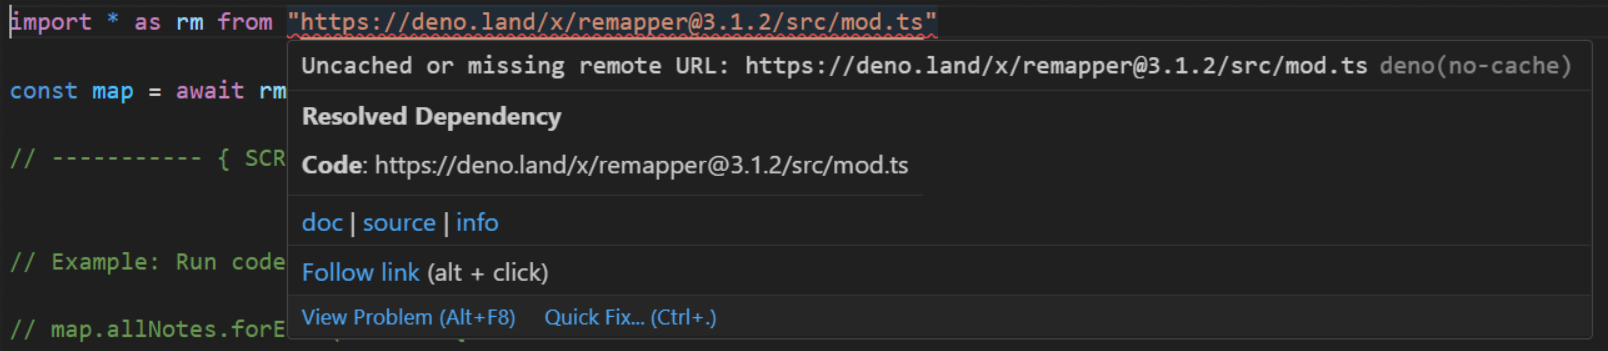 import * as rm from "https://deno.land/x/remapper@3.1.2/src/mod.ts"
Uncached or missing remote URL: https://deno.land/x/remapper@3.1.2/src/mod.ts deno(no-cache)
const map = await rm
Resolved Dependency
// ----------- { SCR
Code: https://deno.land/x/remapper@3.1.2/src/mod.ts
doc | source | info
// Example: Run code
Follow link (alt + click)
View Problem (Alt+F8) Quick Fix... (Ctrl+.)
// map.allNotes.forE